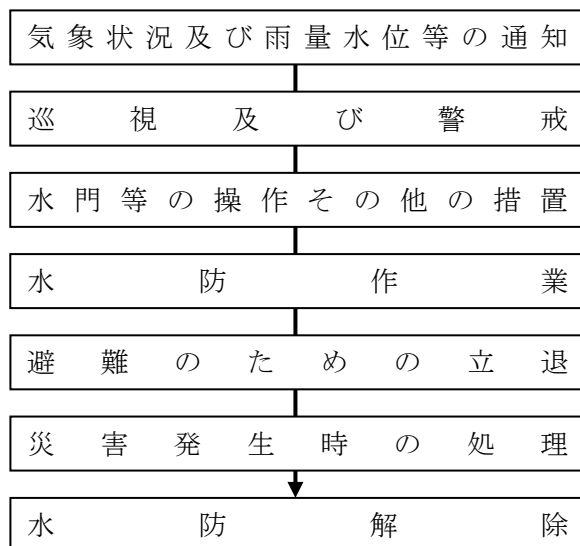 気象状況及び雨量水位等の通知
巡視及び警戒
水門等の操作その他の措置
水防作業
避難のための立退
災害発生時の処理
水防解除